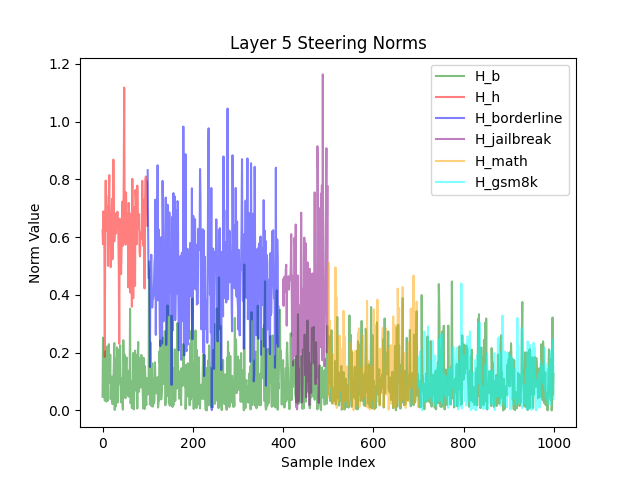 Layer 5 Steering Norms
Norm Value
1.2
1.0
0.8
0.6
0.4
0.2
0.0
H_b
H_h
H_borderline
H_jailbreak
H_math
H_gsm8k
0 200 400 600 800 1000
Sample Index